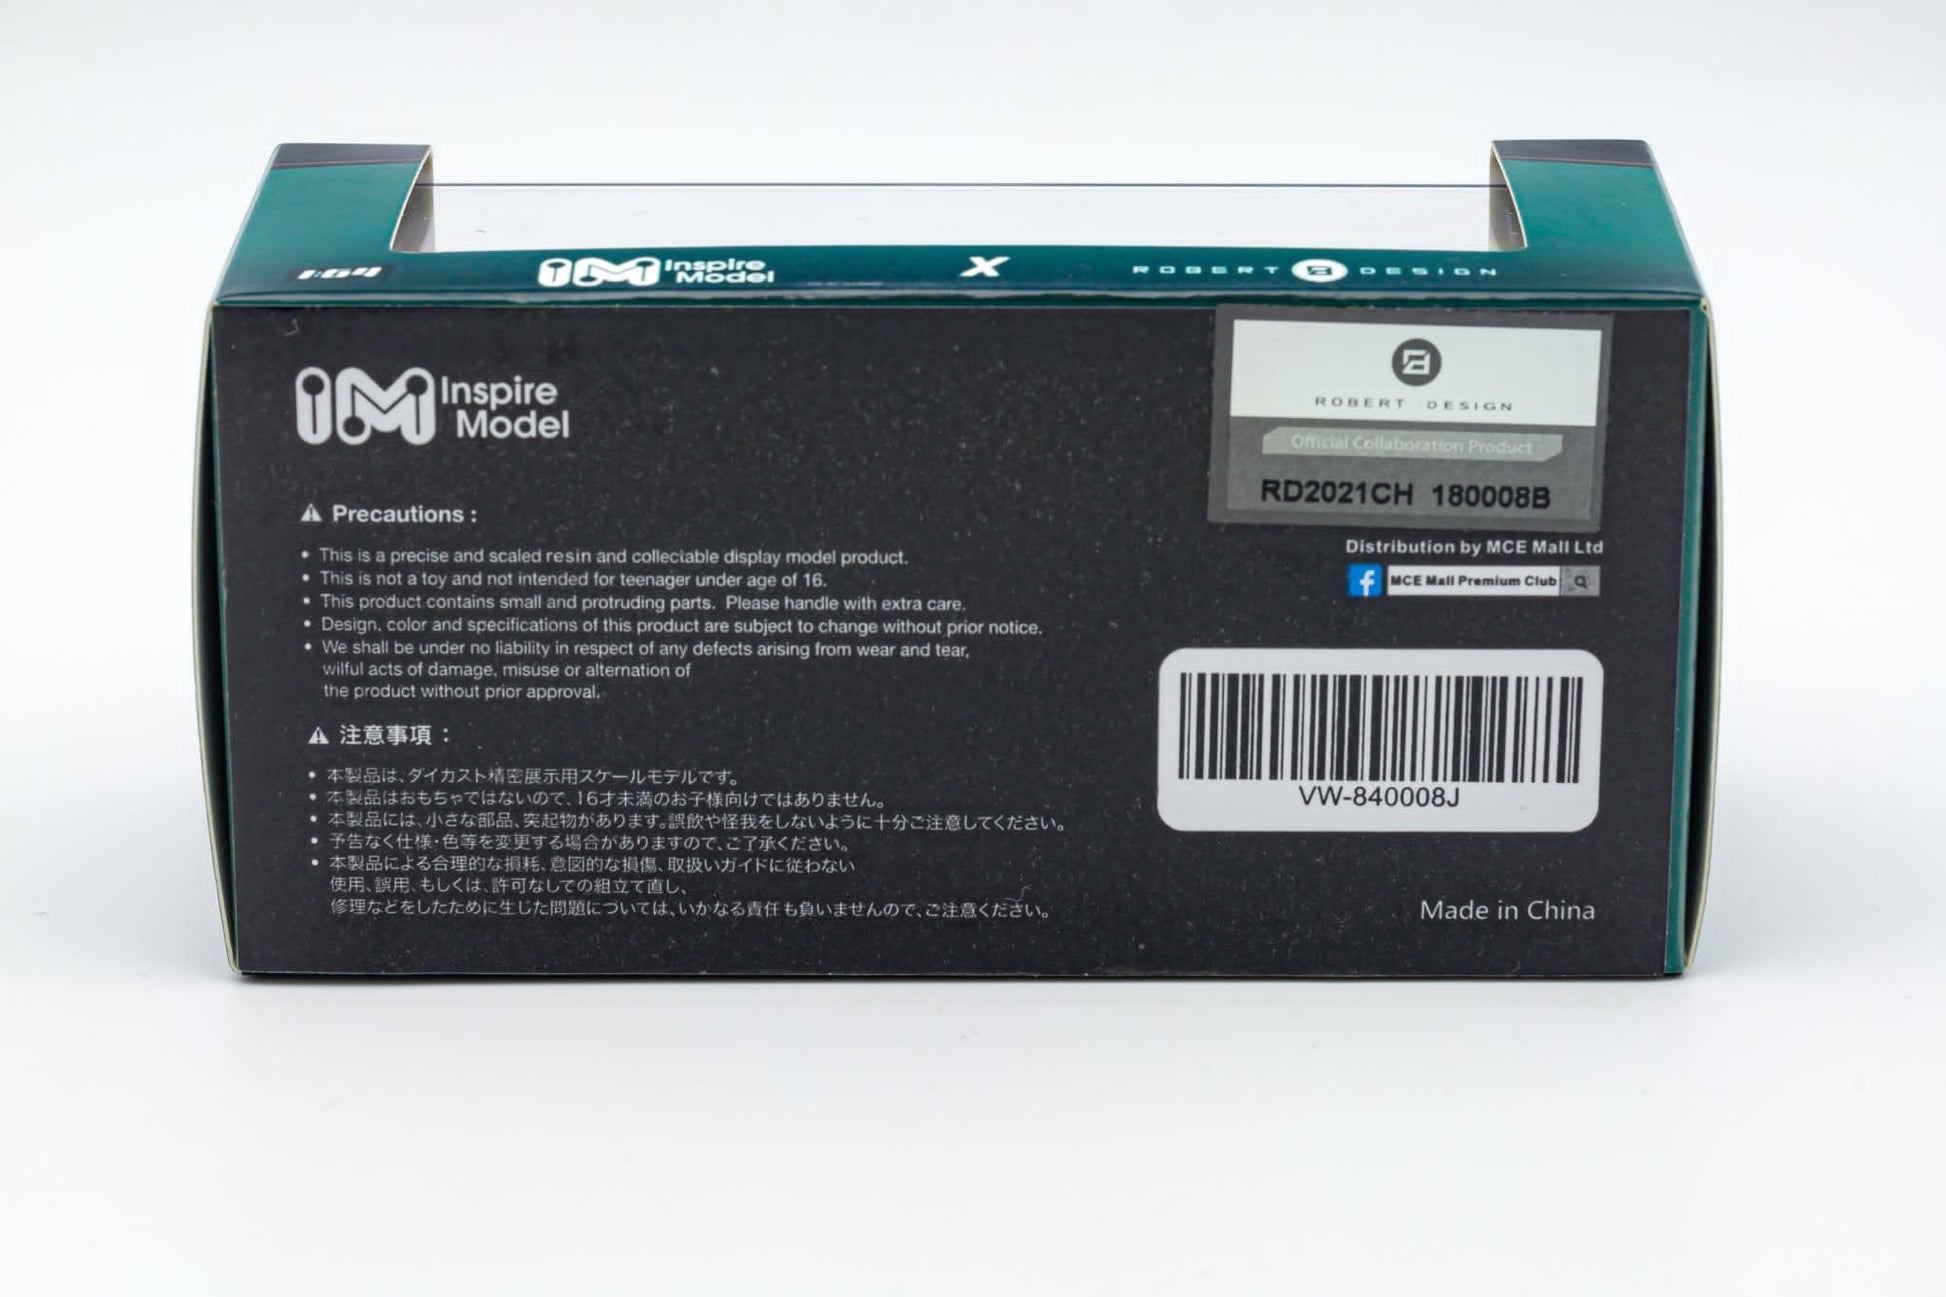 1:64
IM Inspire Model
X
ROBERT DESIGN
IM Inspire
Model
ROBERT DESIGN
Official Collaboration Product
RD2021CH 180008B
Distribution by MCE Mall Ltd
f MCE Mall Premium Club
Precautions :
• This is a precise and scaled resin and collectiable display model product.
• This is not a toy and not intended for teenager under age of 16.
• This product contains small and protruding parts. Please handle with extra care.
• Design, color and specifications of this product are subject to change without prior notice.
• We shall be under no liability in respect of any defects arising from wear and tear,
wilful acts of damage, misuse or alternation of
the product without prior approval.
注意事項：
• 本製品は、ダイカスト精密展示用スケールモデルです。
• 本製品はおもちゃではないので、16才未満のお子様向けではありません。
• 本製品には、小さな部品、突起物があります。誤飲や怪我をしないように十分ご注意してください。
• 予告なく仕様・色等を変更する場合がありますので、ご了承ください。
• 本製品による合理的な損耗、意図的な損傷、取扱いガイドに従わない
使用、誤用、もしくは、許可なしての組立て直し、
修理などをしたために生じた問題については、いかなる責任も負いませんので、ご注意ください。
VW-840008J
Made in China